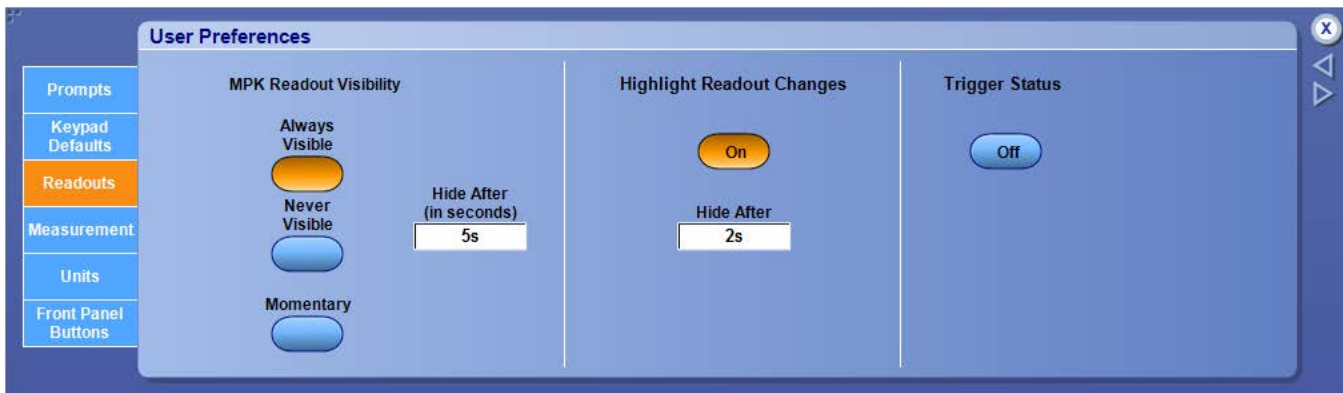 User Preferences
X
Prompts
Keypad
Defaults
Readouts
Measurement
Units
Front Panel
Buttons
MPK Readout Visibility
Always
Visible
Never
Visible
Momentary
Hide After
(in seconds)
5s
Highlight Readout Changes
On
Hide After
2s
Trigger Status
Off